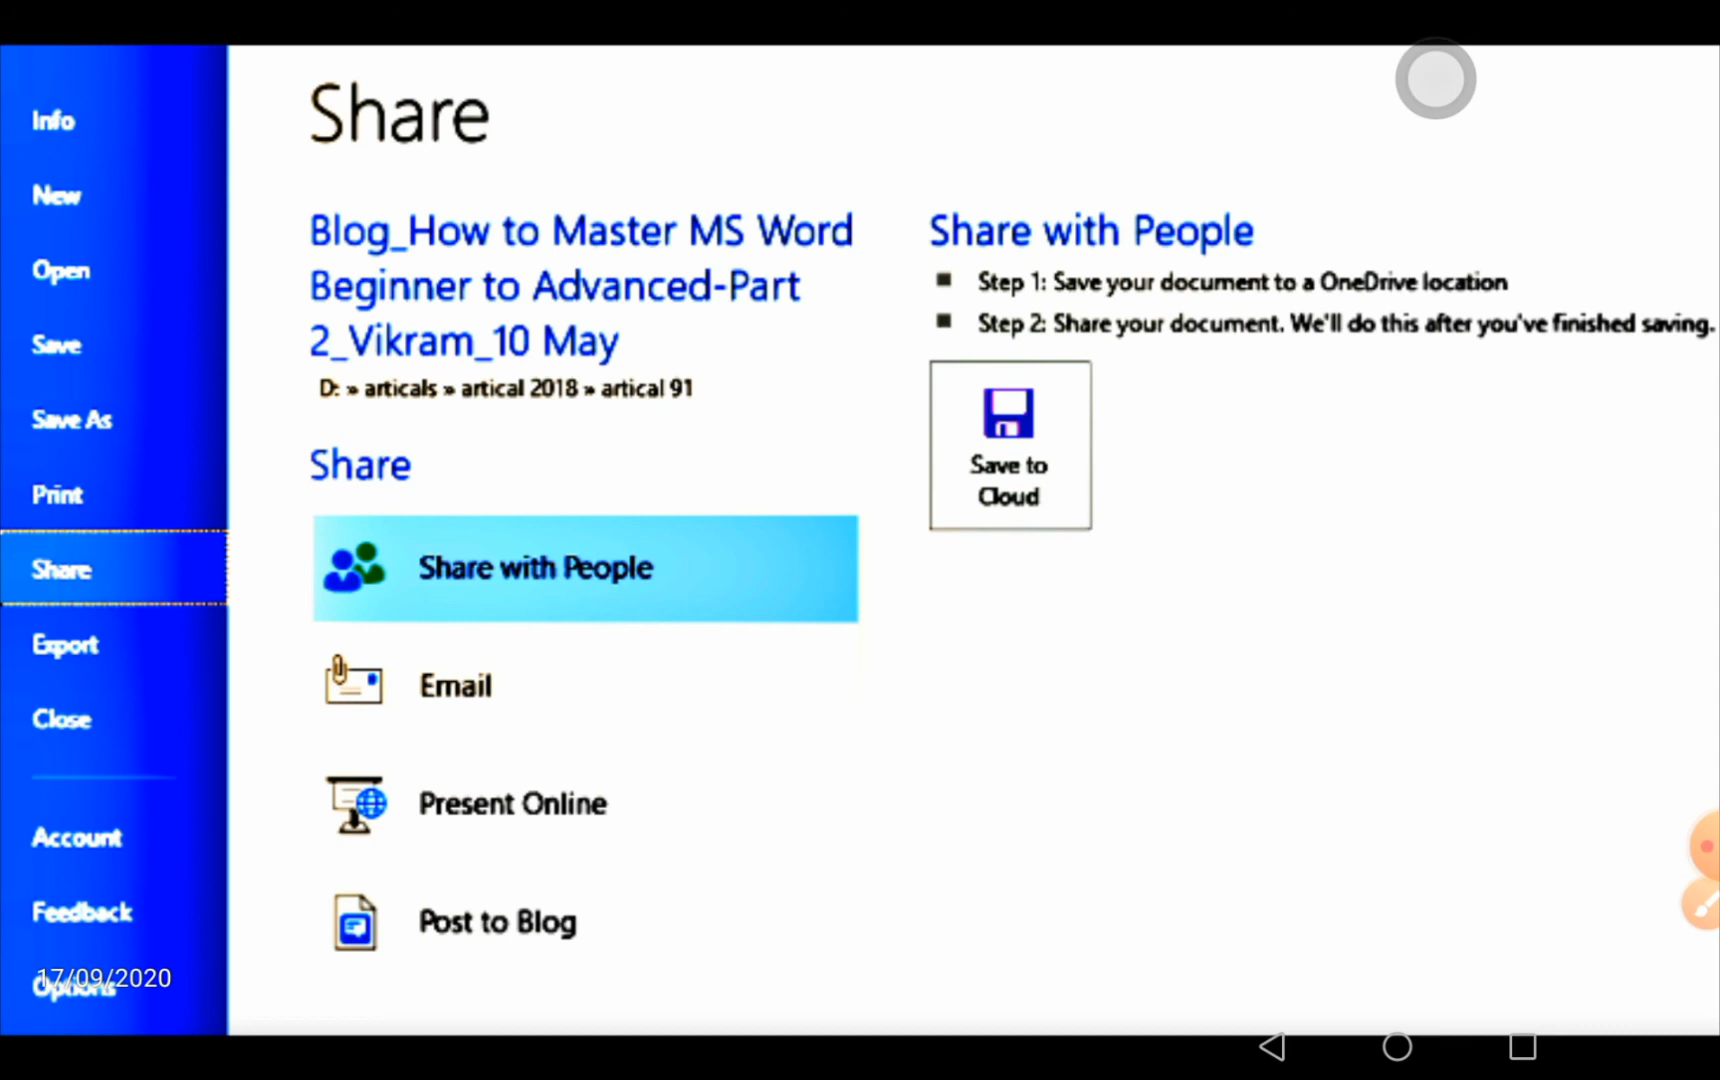 Info
New
Open
Save
Save As
Print
Share
Export
Close
Account
Feedback
17/09/2020
Options
Share
Blog_How to Master MS Word
Beginner to Advanced-Part
2_Vikram_10 May
D: » articals » artical 2018 » artical 91
Share
Share with People
Email
Present Online
Post to Blog
Share with People
Step 1: Save your document to a OneDrive location
Step 2: Share your document. We'll do this after you've finished saving.
Save to
Cloud